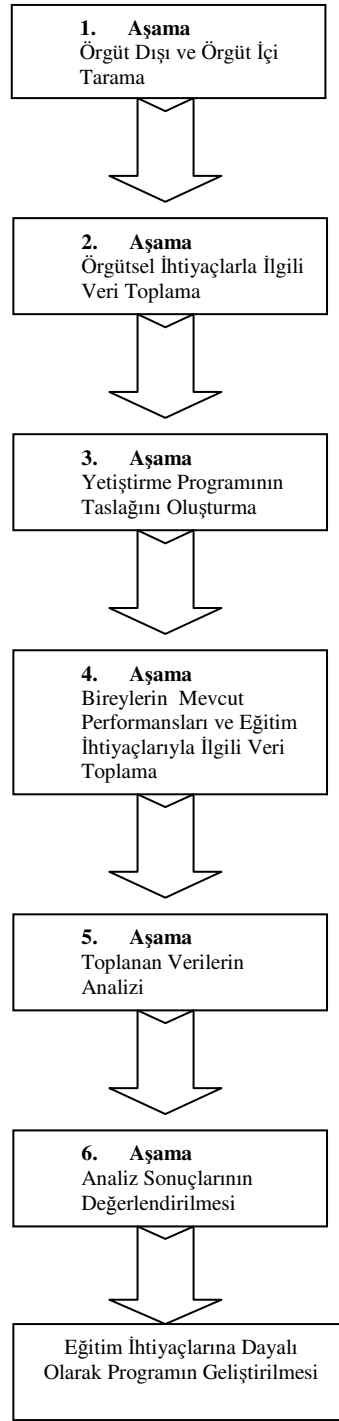 1. Aşama
Örgüt Dışı ve Örgüt İçi
Tarama
2. Aşama
Örgütsel İhtiyaçlarla İlgili
Veri Toplama
3. Aşama
Yetiştirme Programının
Taslağını Oluşturma
4. Aşama
Bireylerin Mevcut
Performansları ve Eğitim
İhtiyaçlarıyla İlgili Veri
Toplama
5. Aşama
Toplanan Verilerin
Analizi
6. Aşama
Analiz Sonuçlarının
Değerlendirilmesi
Eğitim İhtiyaçlarına Dayalı
Olarak Programın Geliştirilmesi